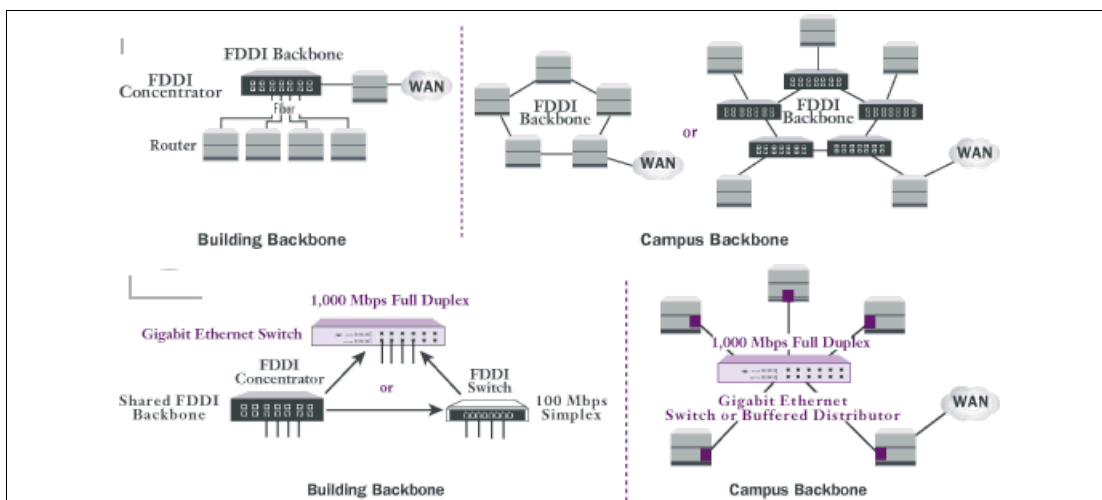 FDDI Backbone
FDDI
Concentrator
WAN
Fiber
Router
Building Backbone
FDDI
Backbone
WAN
or
FDDI
Backbone
WAN
Campus Backbone
1,000 Mbps Full Duplex
Gigabit Ethernet Switch
FDDI
Concentrator
Shared FDDI
Backbone
or
FDDI
Switch
100 Mbps
Simplex
Building Backbone
1,000 Mbps Full Duplex
Gigabit Ethernet
Switch or Buffered Distributor
WAN
Campus Backbone